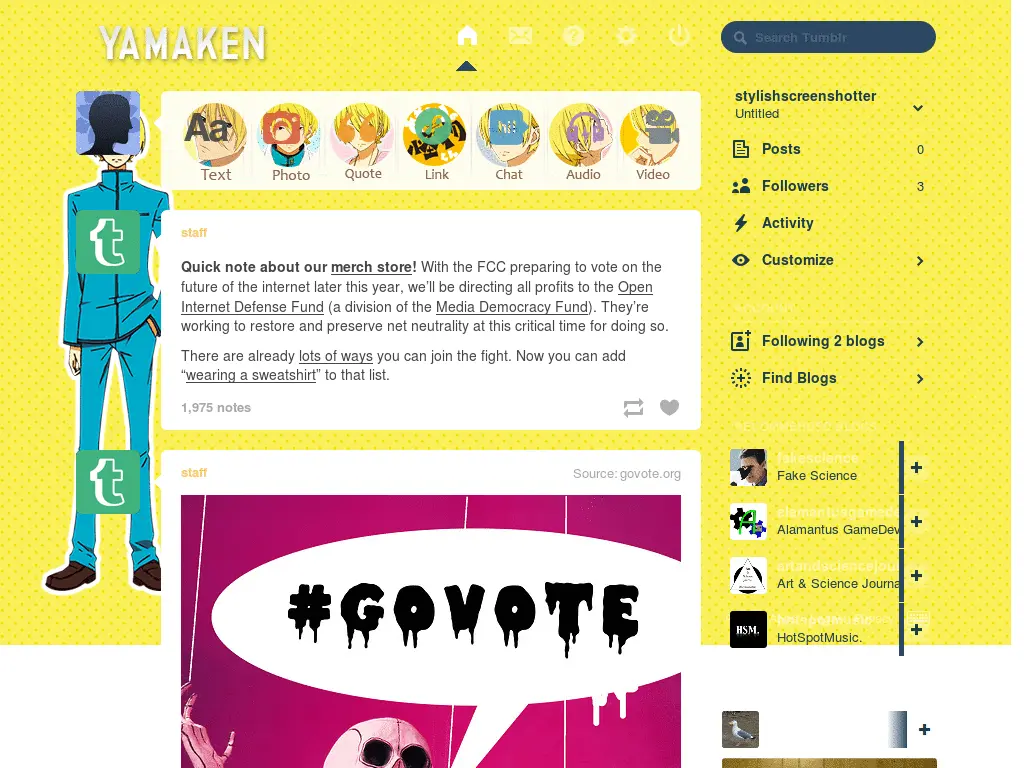 YAMAKEN
Search Tumblr
stylishscreenshotter
Untitled
Posts 0
Followers 3
Activity
Customize
Following 2 blogs
Find Blogs
RECOMMENDED BLOGS
fakescience
Fake Science
Alamantus GameDev
Art & Science Journa
HotSpotMusic.
HSM.
Aa
Text
Photo
Quote
Link
Chat
Audio
Video
t
staff
Quick note about our merch store! With the FCC preparing to vote on the
future of the internet later this year, we’ll be directing all profits to the Open
Internet Defense Fund (a division of the Media Democracy Fund). They’re
working to restore and preserve net neutrality at this critical time for doing so.
There are already lots of ways you can join the fight. Now you can add
“wearing a sweatshirt” to that list.
1,975 notes
t
staff
Source: govote.org
#GOVOTE